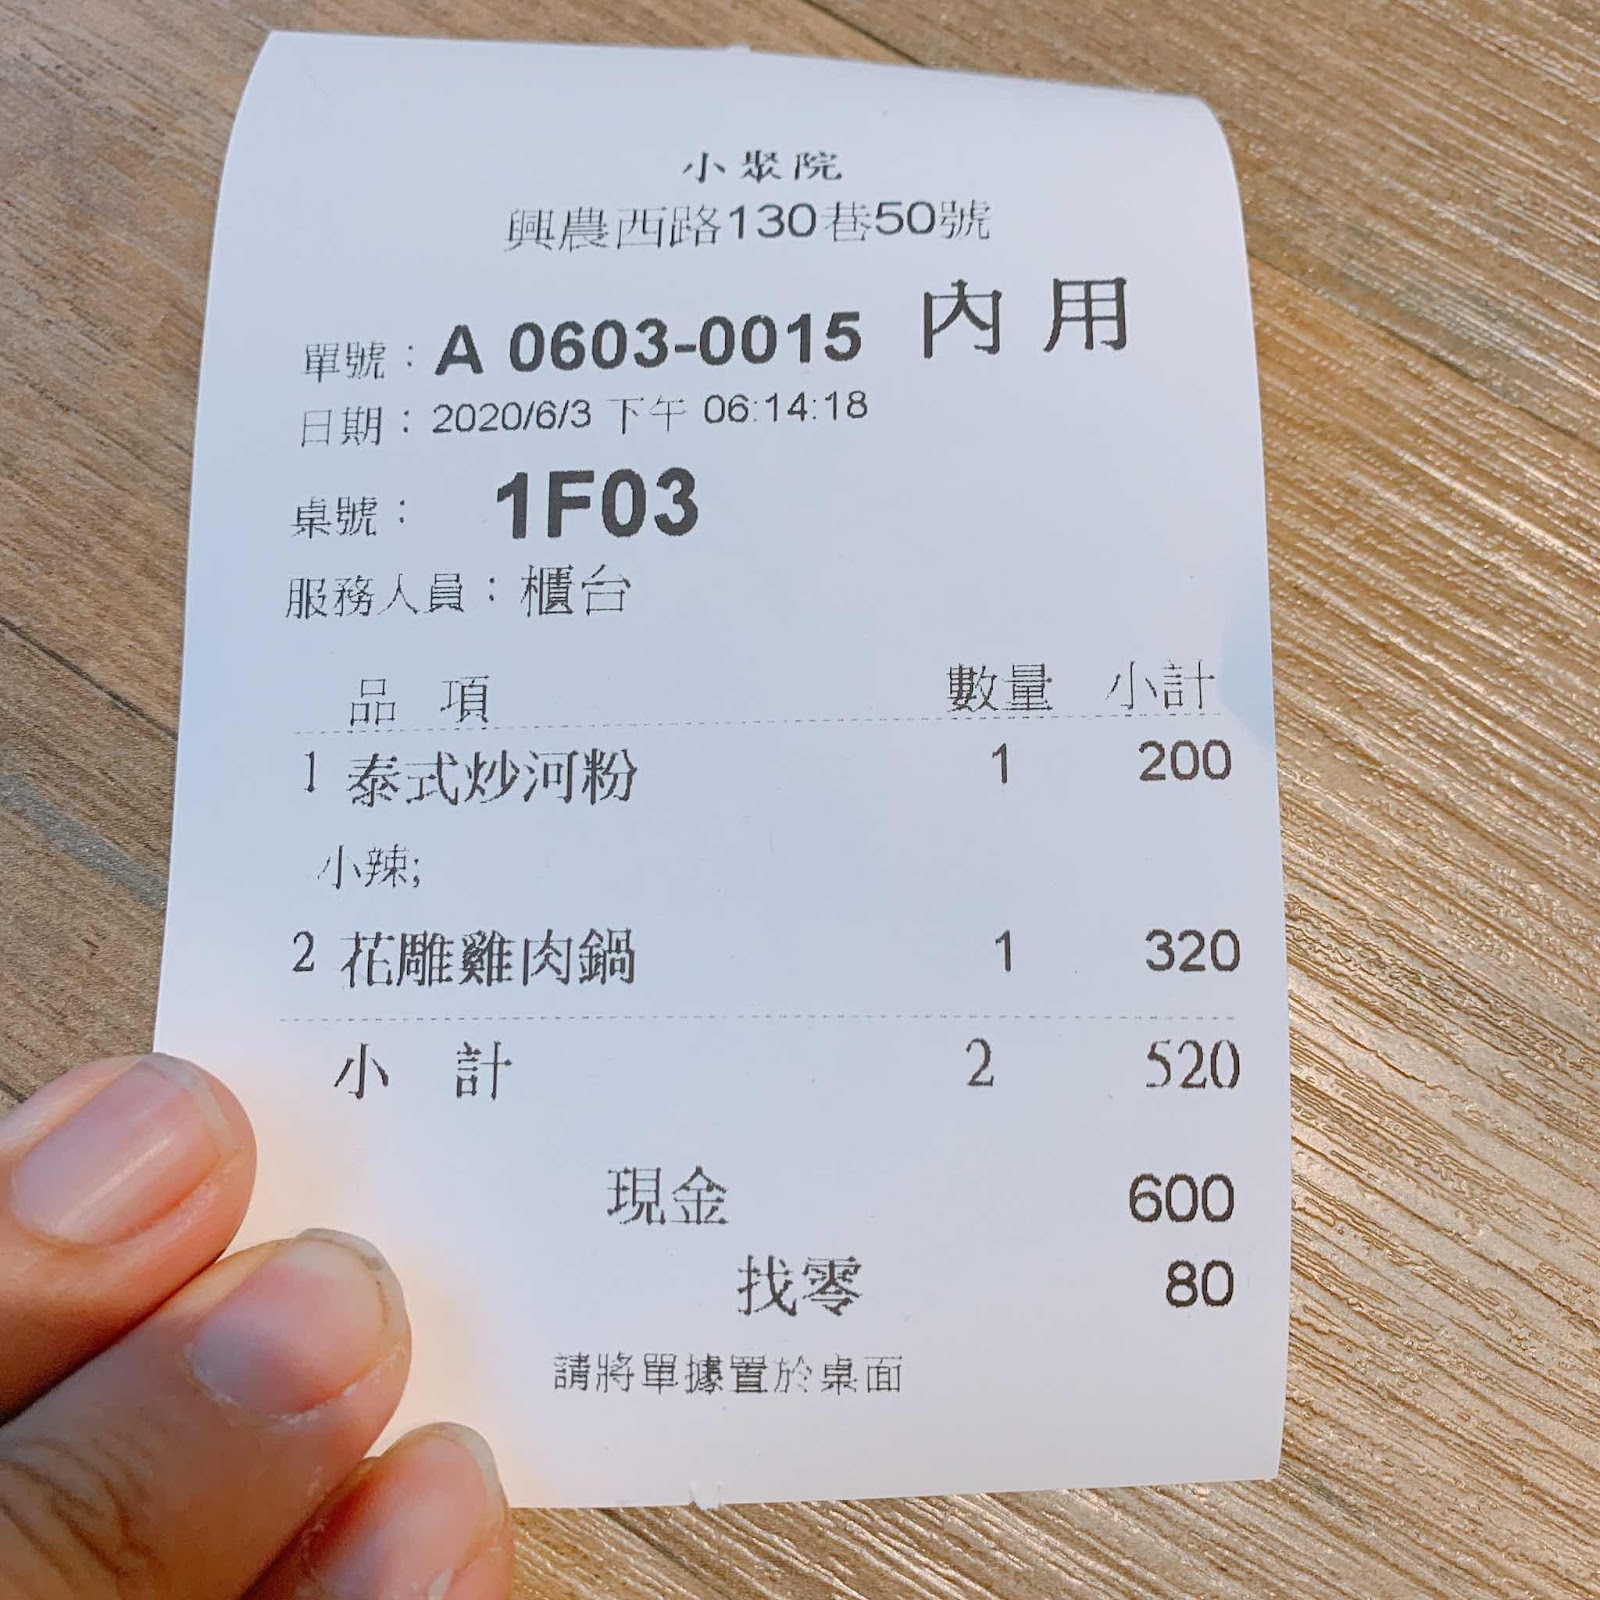 小聚院
興農西路130巷50號
單號：A 0603-0015 內用
日期：2020/6/3 下午 06:14:18
桌號： 1F03
服務人員：櫃台
品 項 數量 小計
1 泰式炒河粉 1 200
小辣;
2 花雕雞肉鍋 1 320
小 計 2 520
現金 600
找零 80
請將單據置於桌面